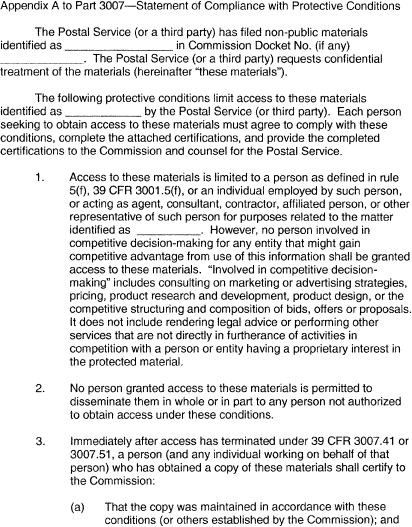 Appendix A to Part 3007—Statement of Compliance with Protective Conditions
The Postal Service (or a third party) has filed non-public materials
identified as __________________ in Commission Docket No. (if any)
______________. The Postal Service (or a third party) requests confidential
treatment of the materials (hereinafter “these materials”).
The following protective conditions limit access to these materials
identified as _____________ by the Postal Service (or third party). Each person
seeking to obtain access to these materials must agree to comply with these
conditions, complete the attached certifications, and provide the completed
certifications to the Commission and counsel for the Postal Service.
1. Access to these materials is limited to a person as defined in rule
5(f), 39 CFR 3001.5(f), or an individual employed by such person,
or acting as agent, consultant, contractor, affiliated person, or other
representative of such person for purposes related to the matter
identified as ___________. However, no person involved in
competitive decision-making for any entity that might gain
competitive advantage from use of this information shall be granted
access to these materials. “Involved in competitive decision-
making” includes consulting on marketing or advertising strategies,
pricing, product research and development, product design, or the
competitive structuring and composition of bids, offers or proposals.
It does not include rendering legal advice or performing other
services that are not directly in furtherance of activities in
competition with a person or entity having a proprietary interest in
the protected material.
2. No person granted access to these materials is permitted to
disseminate them in whole or in part to any person not authorized
to obtain access under these conditions.
3. Immediately after access has terminated under 39 CFR 3007.41 or
3007.51, a person (and any individual working on behalf of that
person) who has obtained a copy of these materials shall certify to
the Commission:
(a) That the copy was maintained in accordance with these
conditions (or others established by the Commission); and